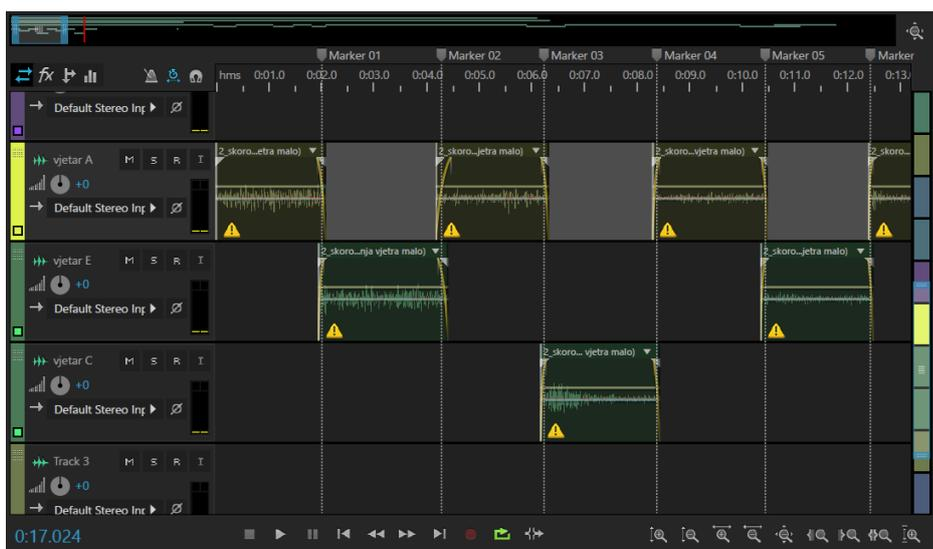 Marker 01 Marker 02 Marker 03 Marker 04 Marker 05 Marker
fx
hms 0:01.0 0:02.0 0:03.0 0:04.0 0:05.0 0:06.0 0:07.0 0:08.0 0:09.0 0:10.0 0:11.0 0:12.0 0:13.
Default Stereo Inp
2_skoro...etra malo) 2_skoro...jetra malo) 2_skoro...vjetra malo) 2_skoro...
vjetar A M S R I
+0
Default Stereo Inp
2_skoro...nja vjetra malo) 2_skoro...jetra malo)
vjetar E M S R I
+0
Default Stereo Inp
2_skoro... vjetra malo)
vjetar C M S R I
+0
Default Stereo Inp
Track 3 M S R I
+0
Default Stereo Inp
0:17.024